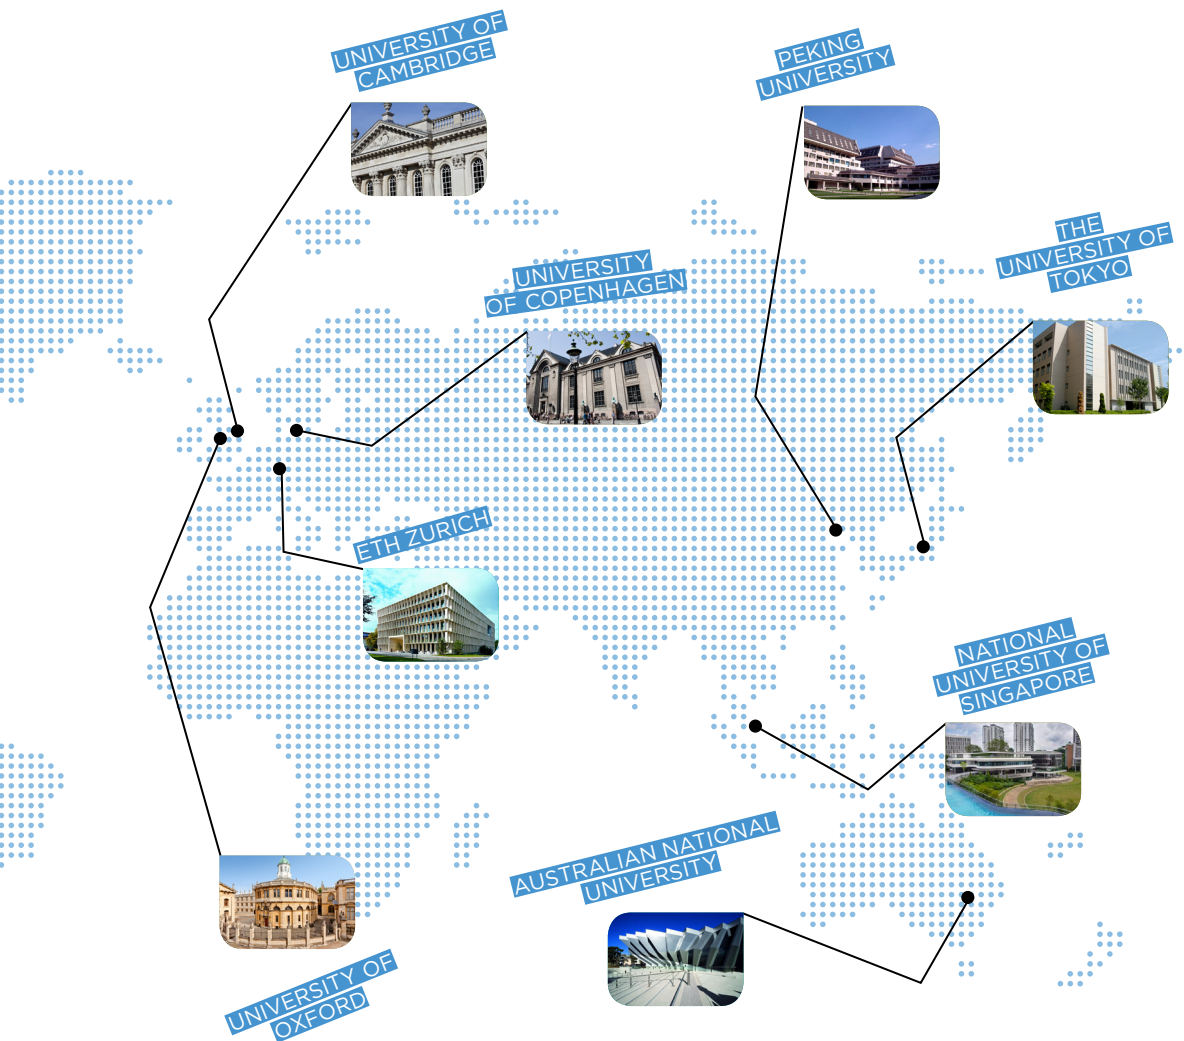 UNIVERSITY OF
CAMBRIDGE
PEKING
UNIVERSITY
THE
UNIVERSITY OF
TOKYO
UNIVERSITY
OF COPENHAGEN
ETH ZURICH
NATIONAL
UNIVERSITY OF
SINGAPORE
AUSTRALIAN NATIONAL
UNIVERSITY
UNIVERSITY OF
OXFORD